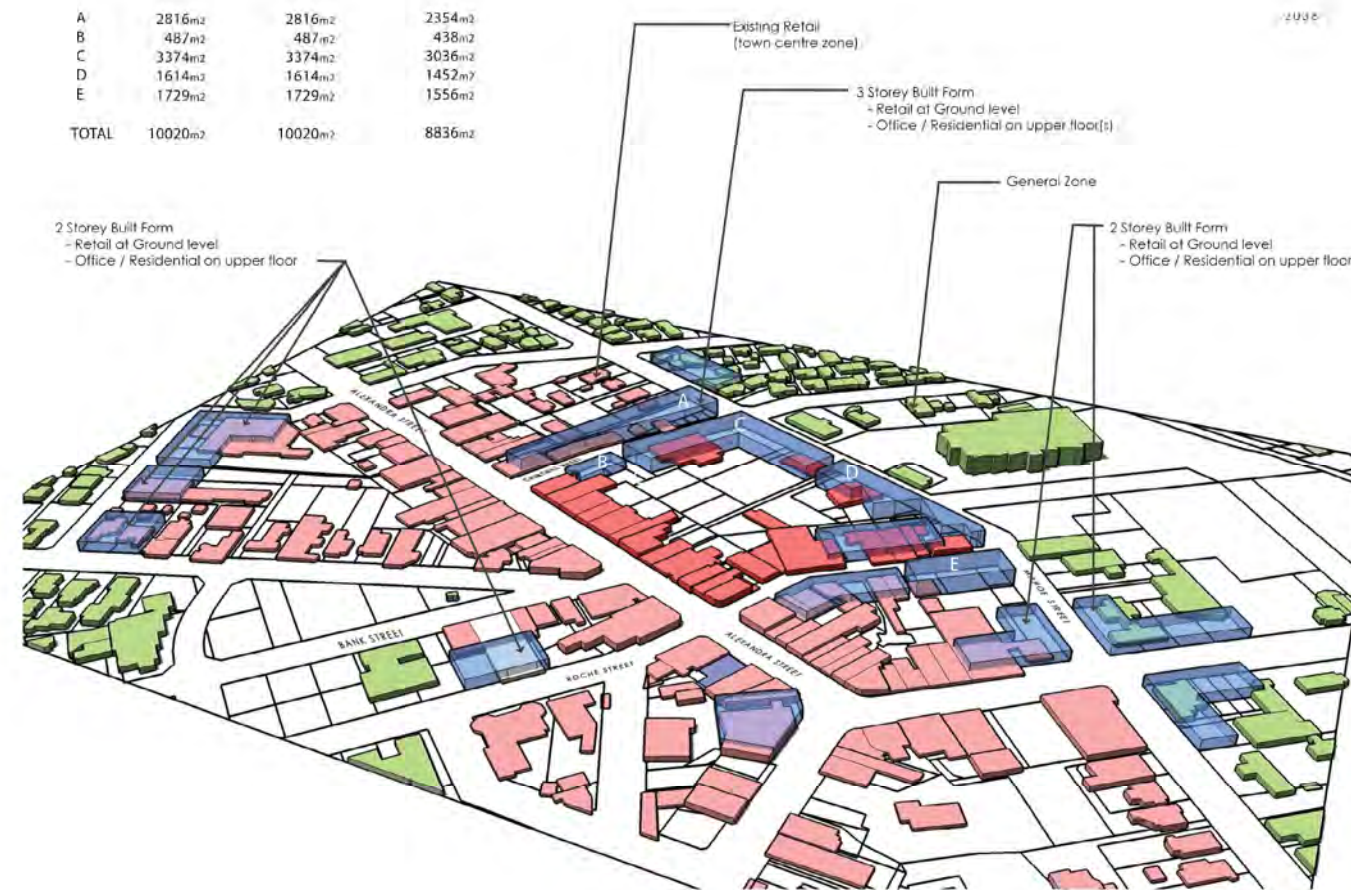 A 2816m2 2816m2 2354m2
B 487m2 487m2 438m2
C 3374m2 3374m2 3036m2
D 1614m2 1614m2 1452m2
E 1729m2 1729m2 1556m2
TOTAL 10020m2 10020m2 8836m2
Existing Retail
(town centre zone)
3 Storey Built Form
- Retail at Ground level
- Office / Residential on upper floor(s)
General Zone
2 Storey Built Form
- Retail at Ground level
- Office / Residential on upper floor
2 Storey Built Form
- Retail at Ground level
- Office / Residential on upper floor
ALEXANDRA STREET
A
C
B
D
E
BANK STREET
ROCHE STREET
ALEXANDRA STREET
STREET